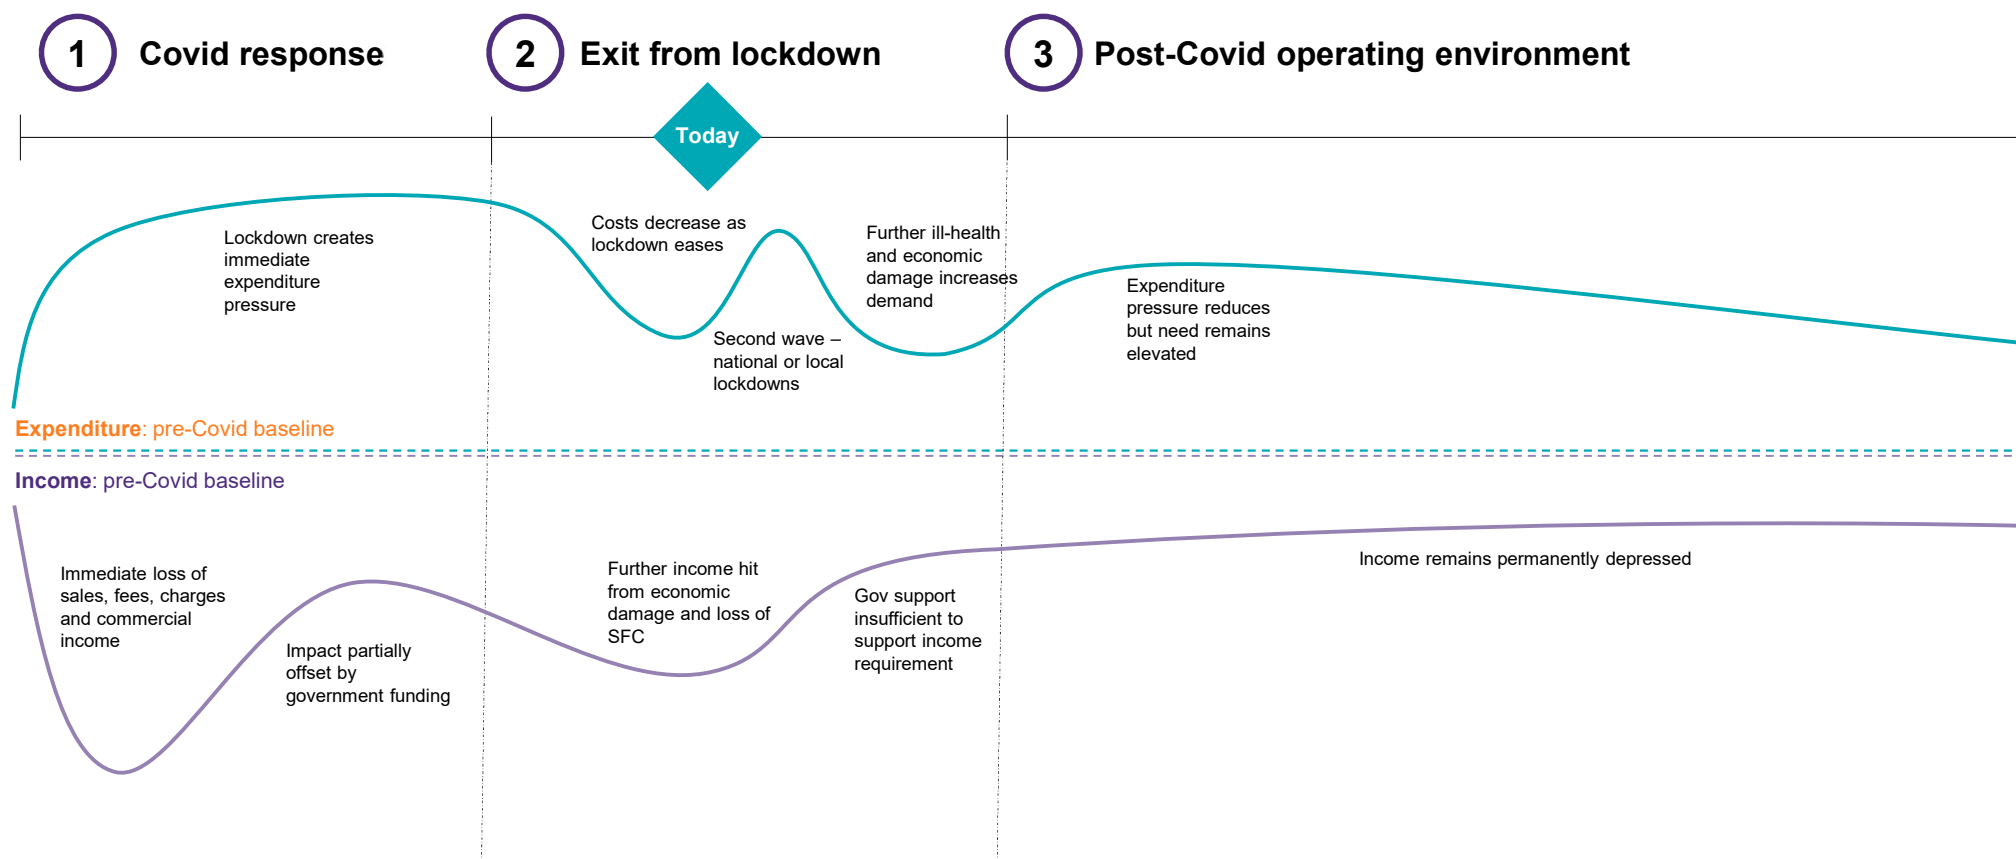 1
Covid response
2
Exit from lockdown
3
Post-Covid operating environment
Today
Lockdown creates
immediate
expenditure
pressure
Costs decrease as
lockdown eases
Second wave –
national or local
lockdowns
Further ill-health
and economic
damage increases
demand
Expenditure
pressure reduces
but need remains
elevated
Expenditure: pre-Covid baseline
Income: pre-Covid baseline
Immediate loss of
sales, fees, charges
and commercial
income
Impact partially
offset by
government funding
Further income hit
from economic
damage and loss of
SFC
Gov support
insufficient to
support income
requirement
Income remains permanently depressed